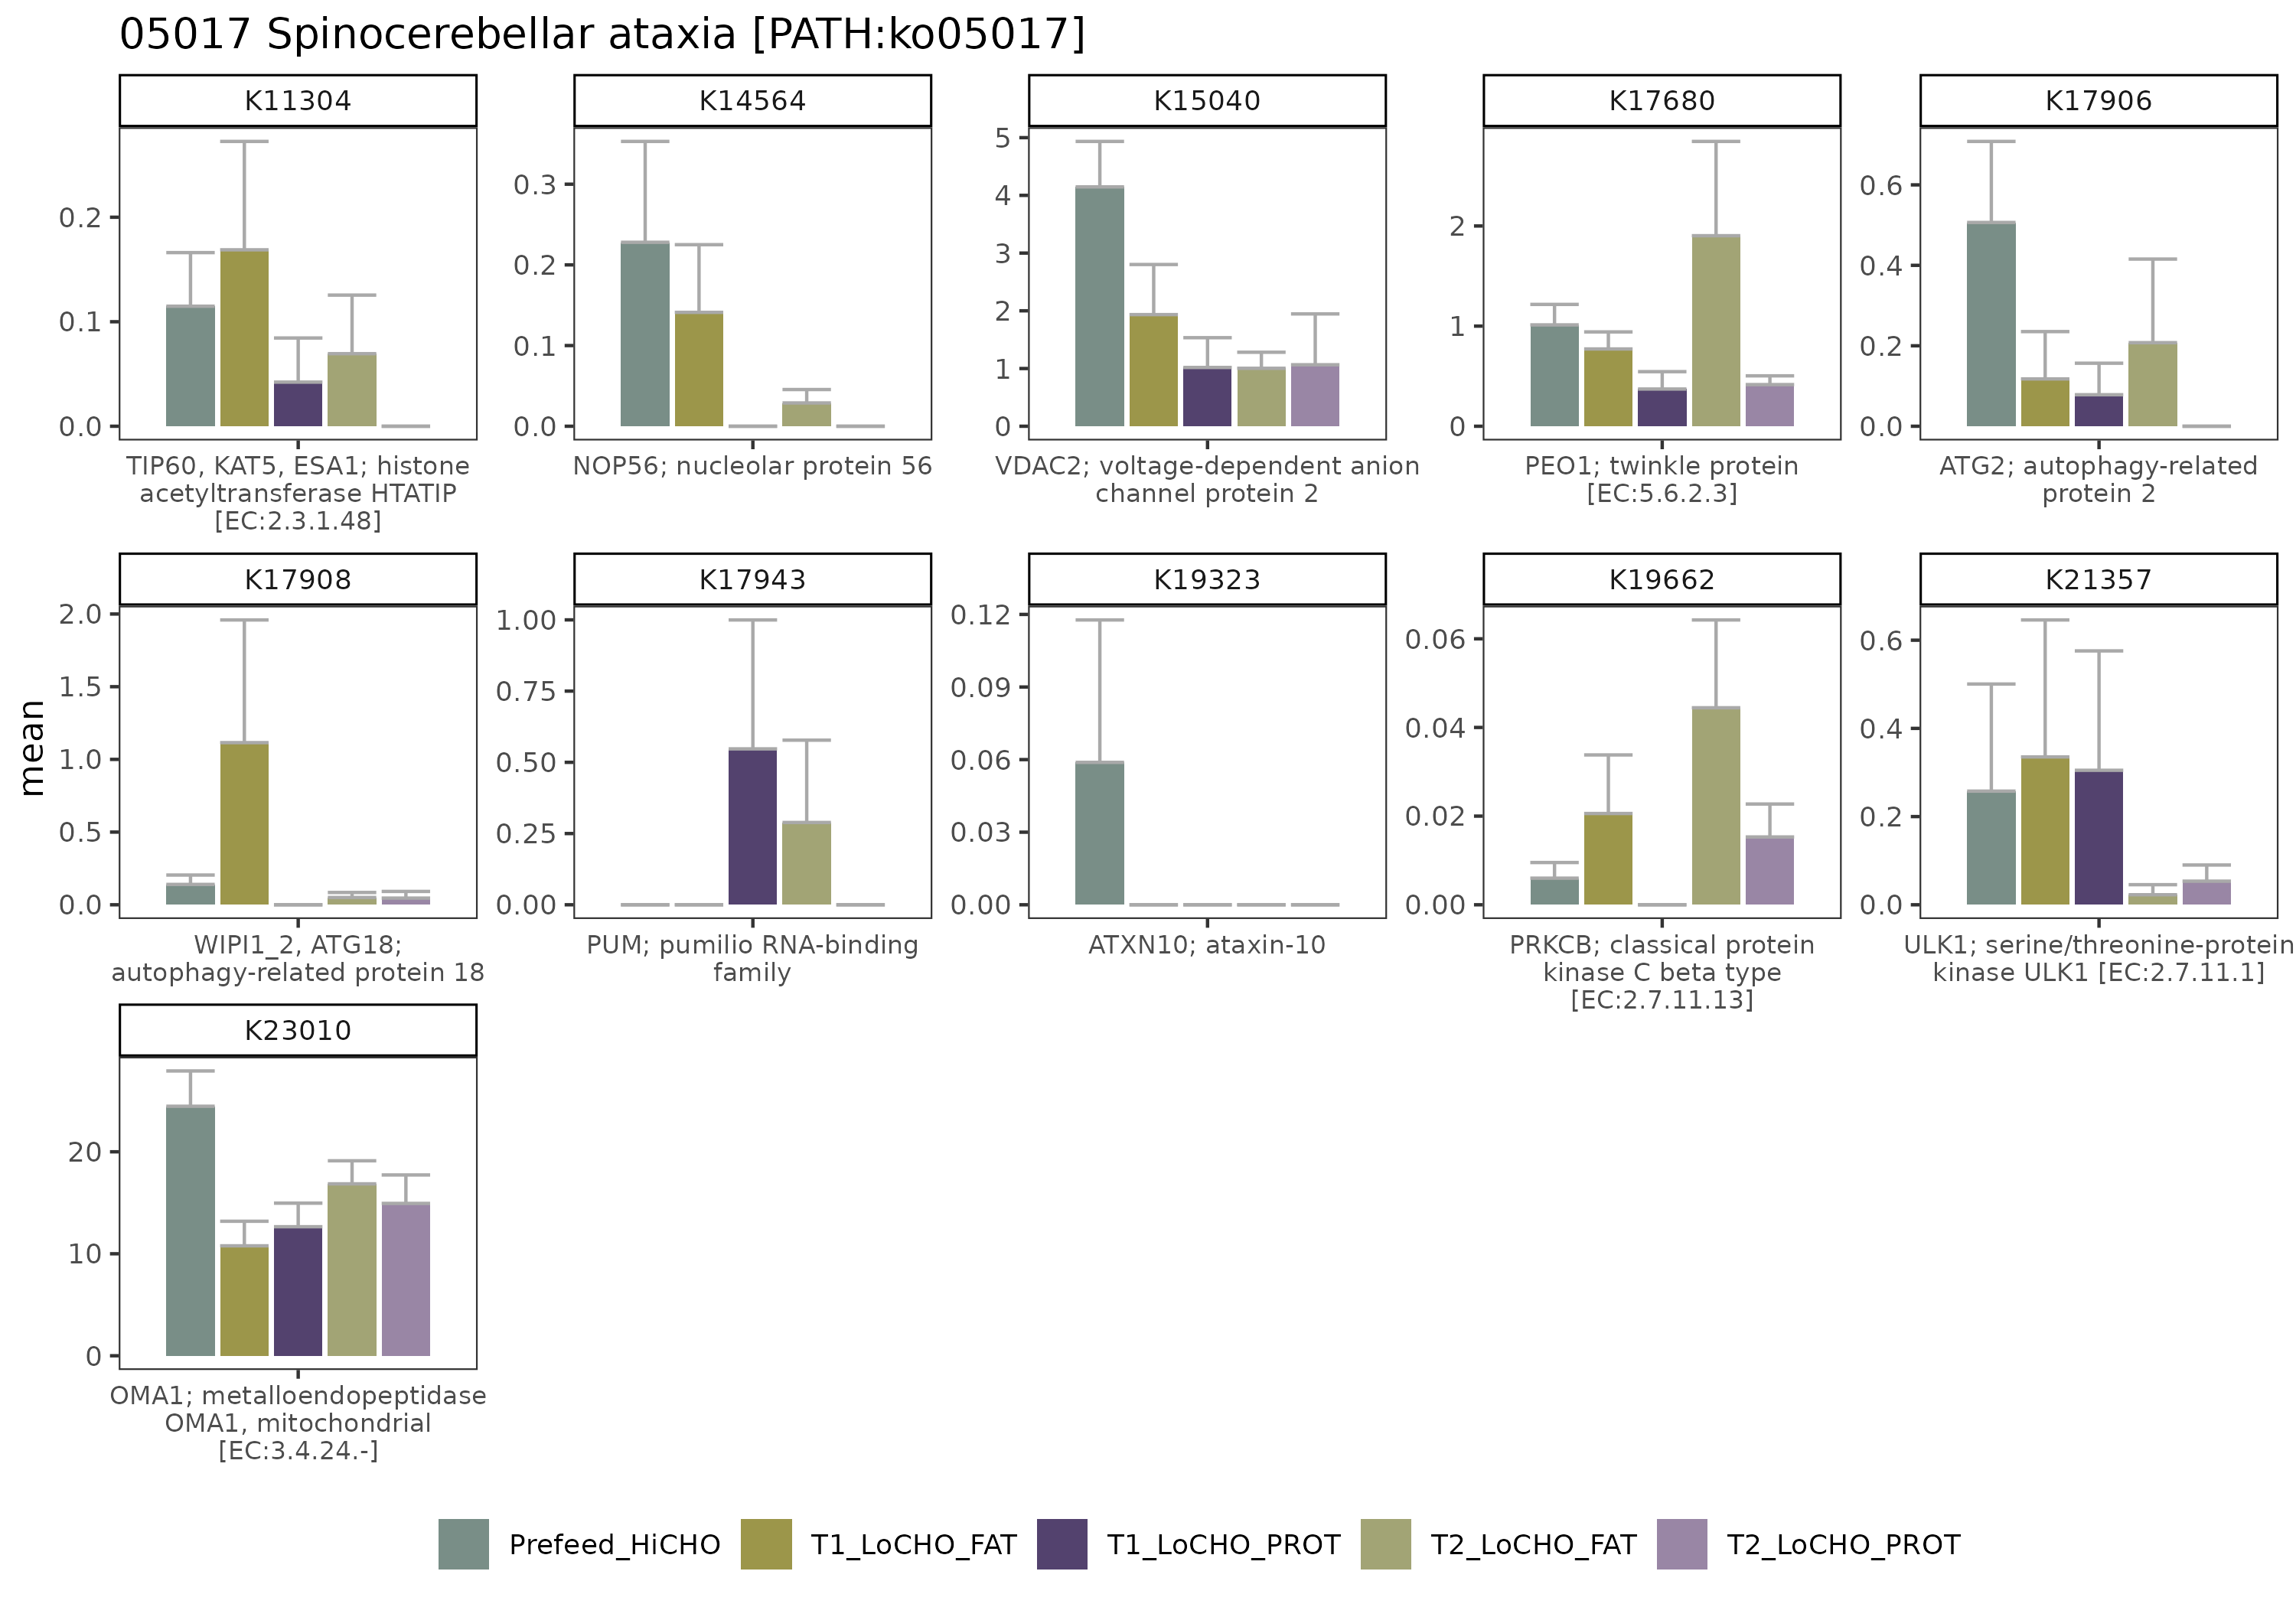 05017 Spinocerebellar ataxia [PATH:ko05017]
K11304
K14564
K15040
K17680
K17906
0.2
0.1
0.0
0.3
0.2
0.1
0.0
5
4
3
2
1
0
2
1
0
0.6
0.4
0.2
0.0
TIP60, KAT5, ESA1; histone
acetyltransferase HTATIP
[EC:2.3.1.48]
NOP56; nucleolar protein 56
VDAC2; voltage-dependent anion
channel protein 2
PEO1; twinkle protein
[EC:5.6.2.3]
ATG2; autophagy-related
protein 2
mean
K17908
K17943
K19323
K19662
K21357
2.0
1.5
1.0
0.5
0.0
1.00
0.75
0.50
0.25
0.00
0.12
0.09
0.06
0.03
0.00
0.06
0.04
0.02
0.00
0.6
0.4
0.2
0.0
WIPI1_2, ATG18;
autophagy-related protein 18
PUM; pumilio RNA-binding
family
ATXN10; ataxin-10
PRKCB; classical protein
kinase C beta type
[EC:2.7.11.13]
ULK1; serine/threonine-protein
kinase ULK1 [EC:2.7.11.1]
K23010
20
10
0
OMA1; metalloendopeptidase
OMA1, mitochondrial
[EC:3.4.24.-]
Prefeed_HiCHO
T1_LoCHO_FAT
T1_LoCHO_PROT
T2_LoCHO_FAT
T2_LoCHO_PROT